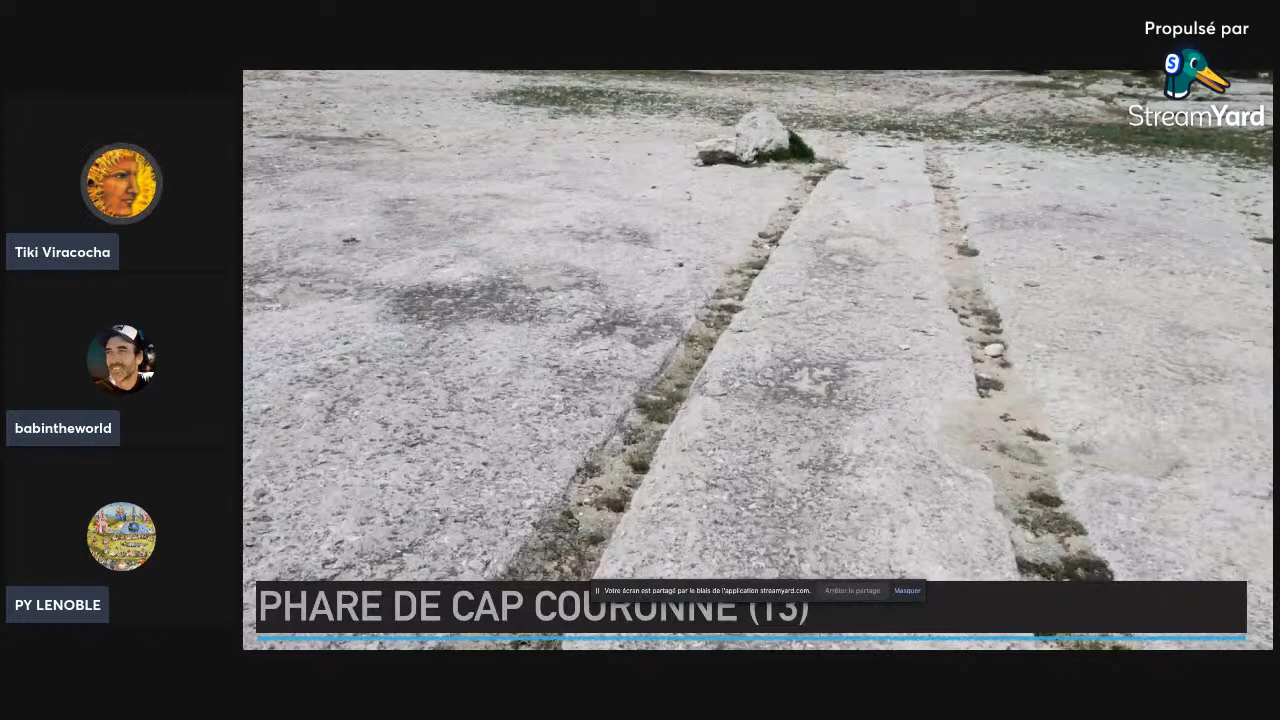 Propulsé par
StreamYard
Tiki Viracocha
babintheworld
PY LENOBLE
Votre écran est partagé par le biais de l'application streamyard.com.
Arrêter le partage
Masquer
PHARE DE CAP COURONNE (13)